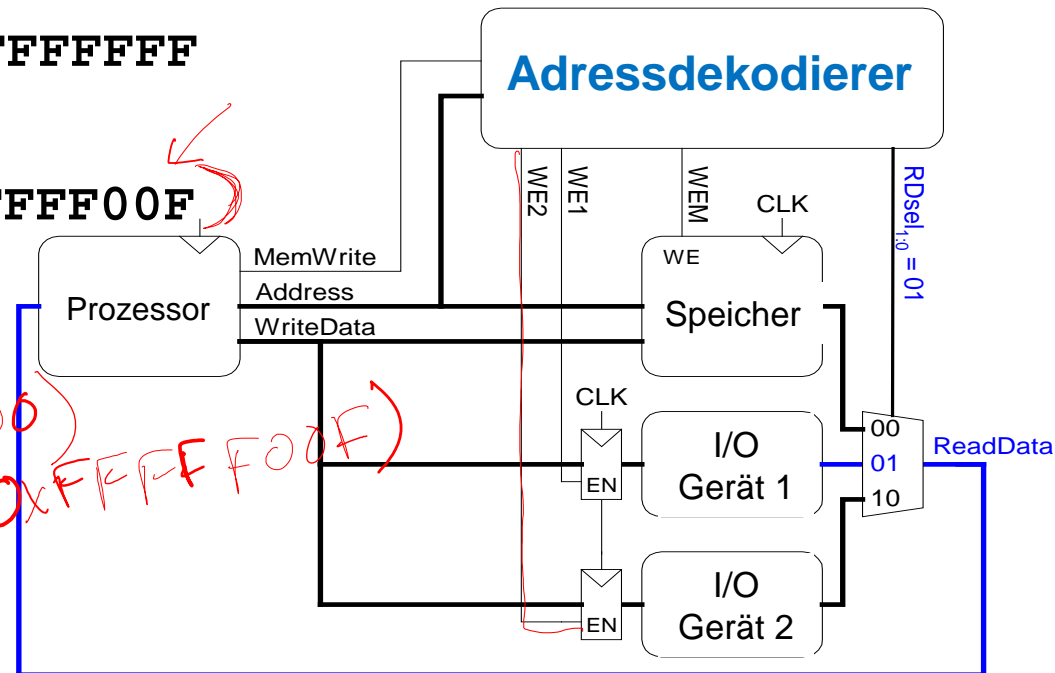 FFFFFFF
Adressdekodierer
FFFF00F
WE2
WE1
WEM
RDsel1:0 = 01
CLK
MemWrite
WE
Prozessor
Address
Speicher
WriteData
CLK
00
I/O
Gerät 1
EN
01
10
ReadData
0xFFFFF00F)
I/O
Gerät 2
EN